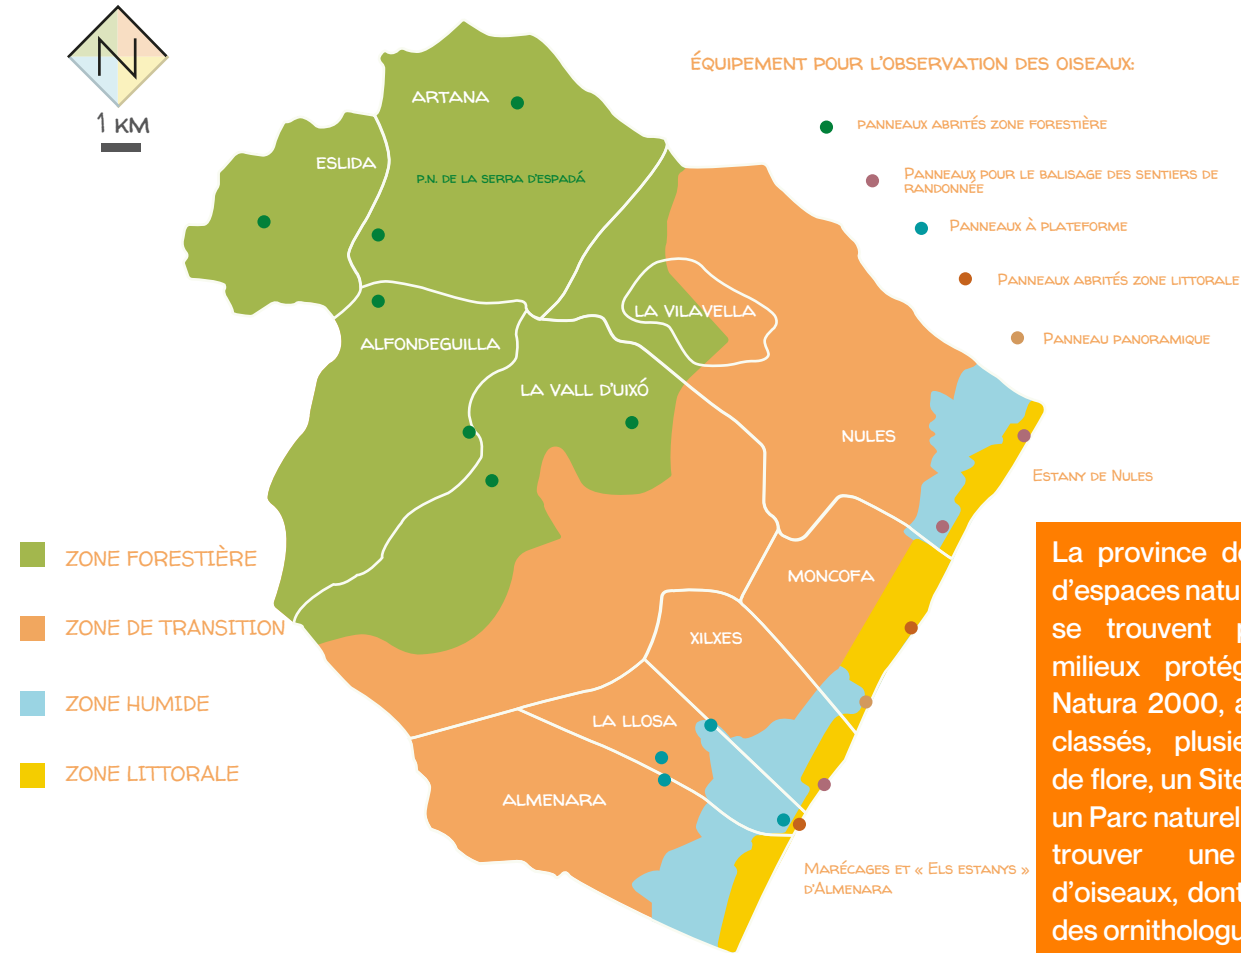 N
1 KM
ÉQUIPEMENT POUR L'OBSERVATION DES OISEAUX:
PANNEAUX ABRITÉS ZONE FORESTIÈRE
PANNEAUX POUR LE BALISAGE DES SENTIERS DE
RANDONNÉE
PANNEAUX À PLATEFORME
PANNEAUX ABRITÉS ZONE LITTORALE
PANNEAU PANORAMIQUE
ARTANA
ESLIDA
P.N. DE LA SERRA D'ESPADÁ
LA VILAVELLA
ALFONDEGUILLA
LA VALL D'UIXÓ
NULES
ESTANY DE NULES
MONCOFA
XILXES
LA LLOSA
ALMENARA
MARÉCAGES ET « ELS ESTANYS »
D'ALMENARA
ZONE FORESTIÈRE
ZONE DE TRANSITION
ZONE HUMIDE
ZONE LITTORALE
La province
d'espaces
se trouvent
milieux
Natura 2000,
classés,
de flore, un
un Parc naturel
trouver une
d'oiseaux,
des